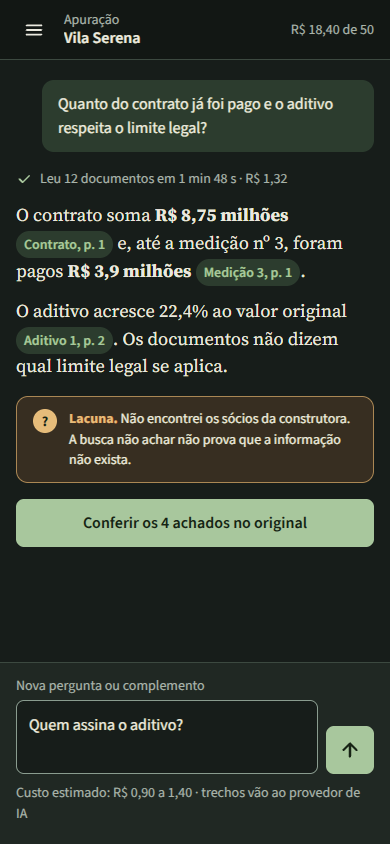 Apuração
Vila Serena
R$ 18,40 de 50
Quanto do contrato já foi pago e o aditivo
respeita o limite legal?
Leu 12 documentos em 1 min 48 s · R$ 1,32
O contrato soma R$ 8,75 milhões
Contrato, p. 1 e, até a medição nº 3, foram
pagos R$ 3,9 milhões Medição 3, p. 1.
O aditivo acresce 22,4% ao valor original
Aditivo 1, p. 2. Os documentos não dizem
qual limite legal se aplica.
? Lacuna. Não encontrei os sócios da construtora.
A busca não achar não prova que a informação
não exista.
Conferir os 4 achados no original
Nova pergunta ou complemento
Quem assina o aditivo?
Custo estimado: R$ 0,90 a 1,40 · trechos vão ao provedor de
IA